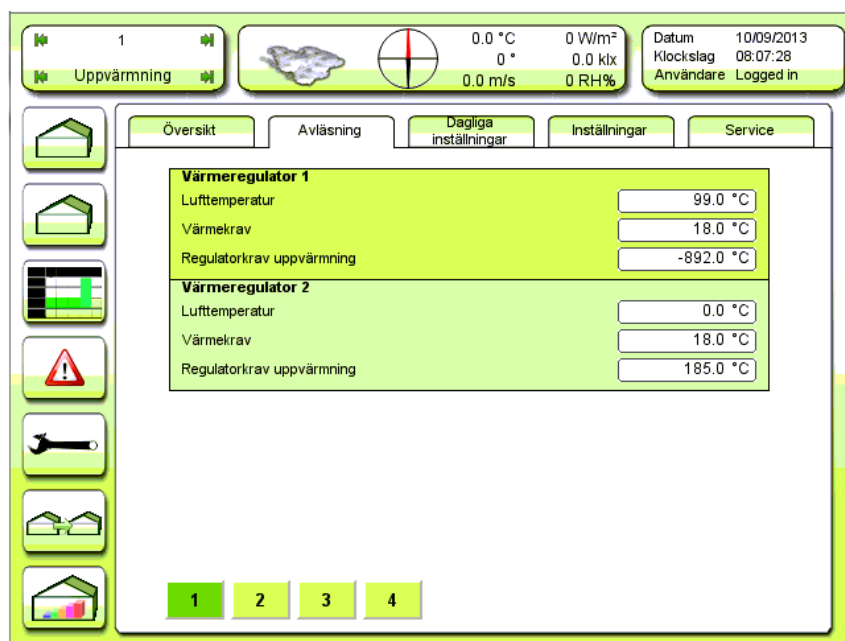 1
Uppvärmning
0.0 °C 0 W/m²
0 ° 0.0 klx
0.0 m/s 0 RH%
Datum 10/09/2013
Klockslag 08:07:28
Användare Logged in
Översikt
Avläsning
Dagliga
inställningar
Inställningar
Service
Värmeregulator 1
Lufttemperatur 99.0 °C
Värmekrav 18.0 °C
Regulatorkrav uppvärmning -892.0 °C
Värmeregulator 2
Lufttemperatur 0.0 °C
Värmekrav 18.0 °C
Regulatorkrav uppvärmning 185.0 °C
1 2 3 4